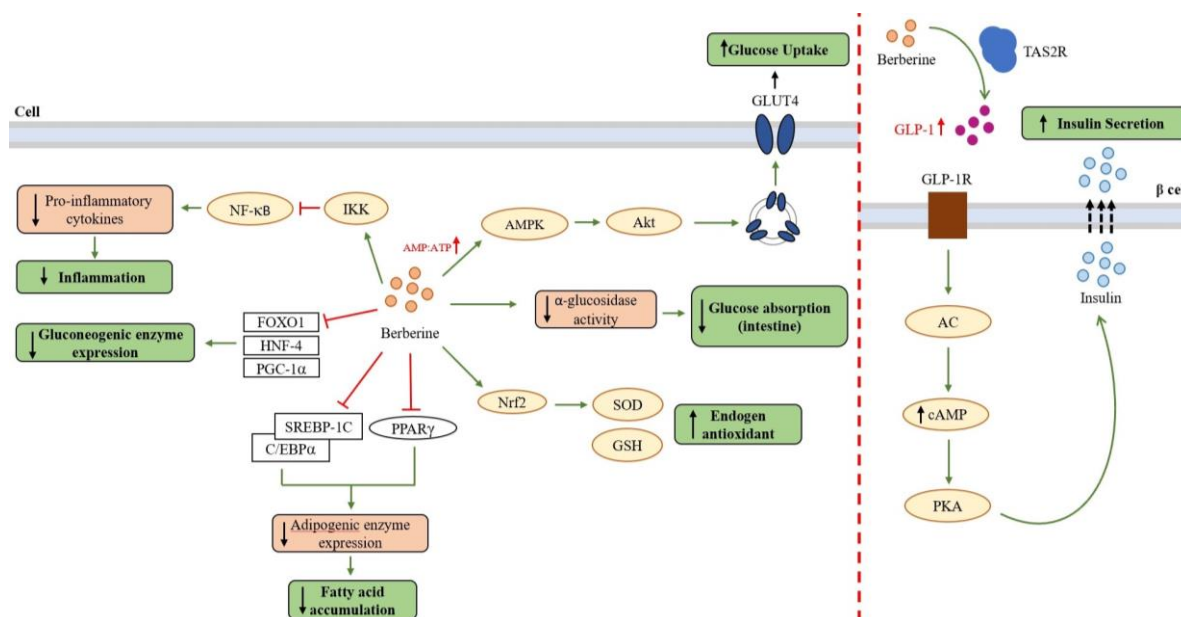 Glucose Uptake
GLUT4
Cell
Pro-inflammatory
cytokines
NF-κB
IKK
AMPK
Akt
AMP:ATP
Inflammation
Berberine
α-glucosidase
activity
Glucose absorption
(intestine)
Gluconeogenic enzyme
expression
FOXO1
HNF-4
PGC-1α
SREBP-1C
C/EBPα
PPARγ
Nrf2
SOD
GSH
Endogen
antioxidant
Adipogenic enzyme
expression
Fatty acid
accumulation
Berberine
TAS2R
GLP-1
Insulin Secretion
GLP-1R
β ce
Insulin
AC
cAMP
PKA